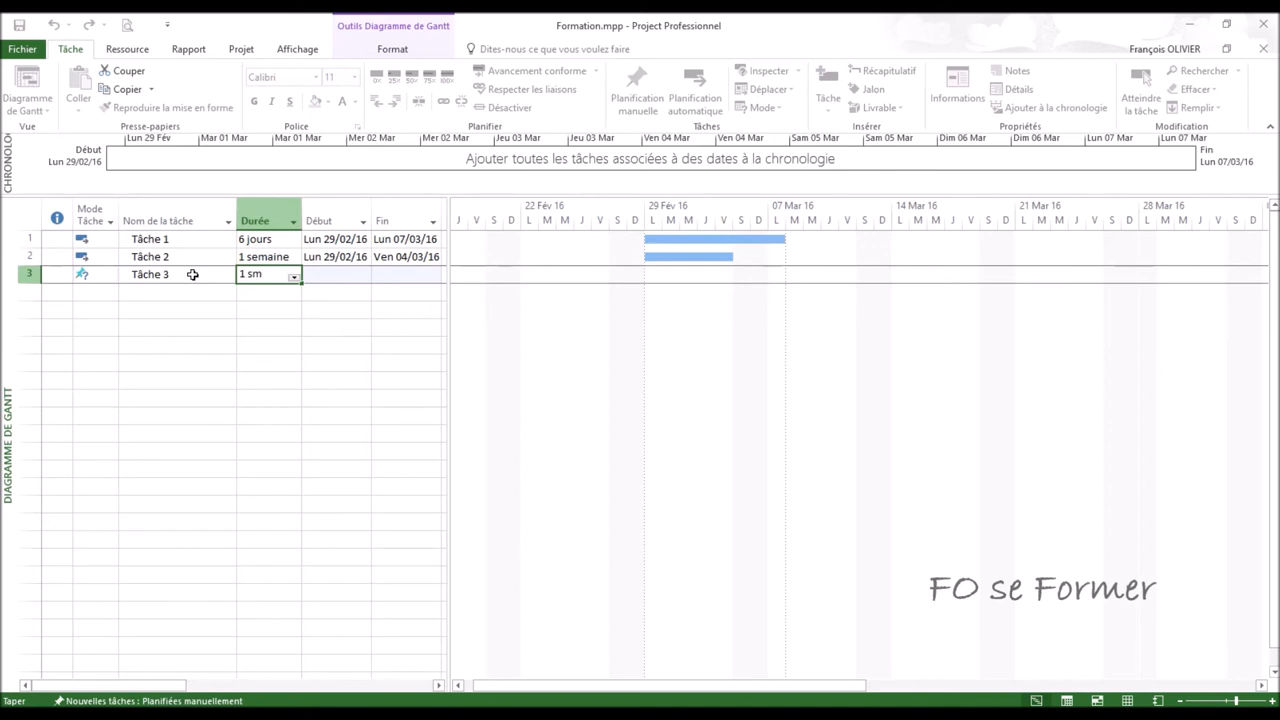 Outils Diagramme de Gantt
Formation.mpp - Project Professionnel
Fichier Tâche Ressource Rapport Projet Affichage Format Dites-nous ce que vous voulez faire François OLIVIER
Diagramme de Gantt
Vue
Coller
Couper
Copier
Reproduire la mise en forme
Presse-papiers
Calibri 11
G I S A
Police
0% 25% 50% 75% 100%
Avancement conforme
Respecter les liaisons
Désactiver
Planifier
Planification manuelle
Planification automatique
Inspecter
Déplacer
Mode
Tâches
Tâche
Récapitulatif
Jalon
Livrable
Insérer
Informations
Notes
Détails
Ajouter à la chronologie
Propriétés
Atteindre la tâche
Rechercher
Effacer
Remplir
Modification
Lun 29 Fév Mar 01 Mar Mar 01 Mar Mer 02 Mar Mer 02 Mar Jeu 03 Mar Jeu 03 Mar Ven 04 Mar Ven 04 Mar Sam 05 Mar Sam 05 Mar Dim 06 Mar Dim 06 Mar Lun 07 Mar Lun 07 Mar
Début
Lun 29/02/16
Ajouter toutes les tâches associées à des dates à la chronologie
Fin
Lun 07/03/16
Mode Tâche Nom de la tâche Durée Début Fin
22 Fév 16 29 Fév 16 07 Mar 16 14 Mar 16 21 Mar 16 28 Mar 16
J V S D L M M J V S D L M M J V S D L M M J V S D L M M J V S D L M M J V S D L M M J V S D
1 Tâche 1 6 jours Lun 29/02/16 Lun 07/03/16
2 Tâche 2 1 semaine Lun 29/02/16 Ven 04/03/16
3 Tâche 3 1 sm
DIAGRAMME DE GANTT
FO se Former
Taper Nouvelles tâches : Planifiées manuellement